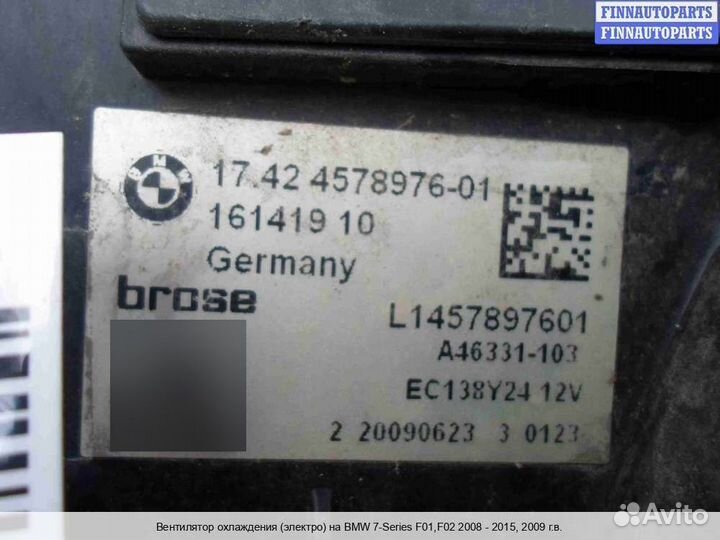 FINNAUTOPARTS
FINNAUTOPARTS
BMW
17.42 4578976-01
161419 10
Germany
brose
L1457897601
A46331-103
EC138Y24 12V
2 20090623 3 0123
Вентилятор охлаждения (электро) на BMW 7-Series F01,F02 2008 - 2015, 2009 г.в.
Avito